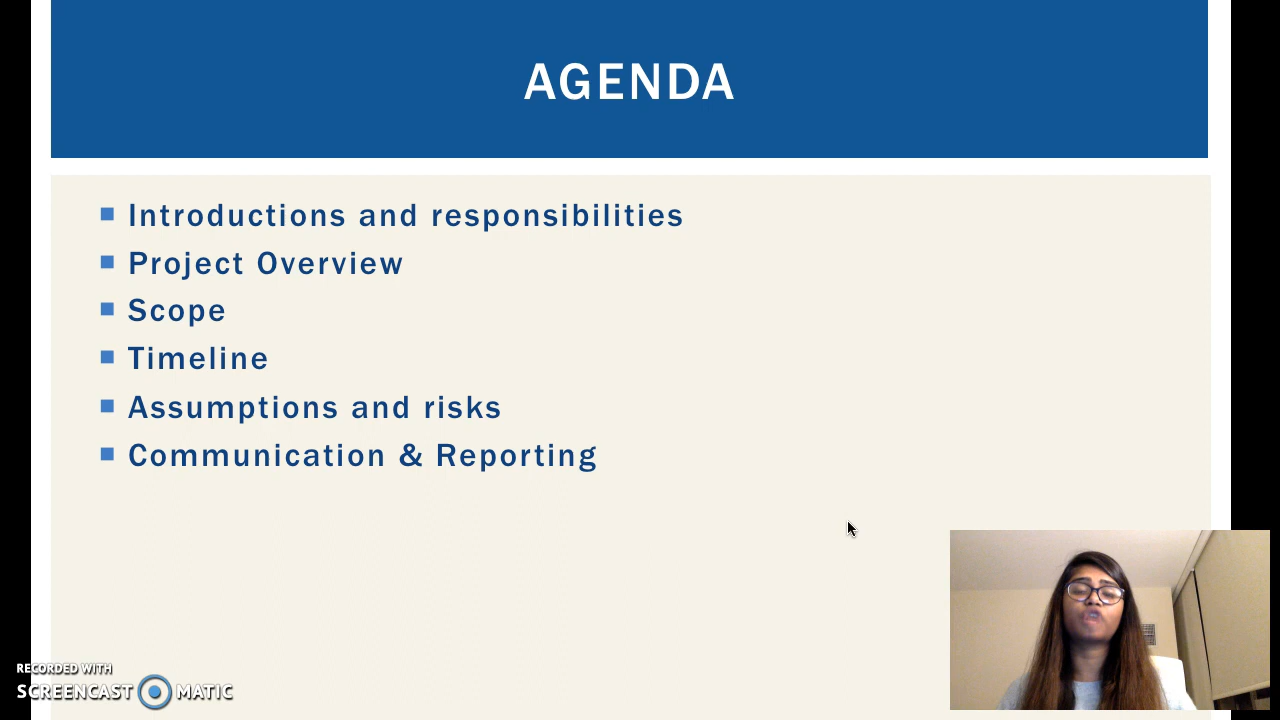 AGENDA
Introductions and responsibilities
Project Overview
Scope
Timeline
Assumptions and risks
Communication & Reporting
RECORDED WITH
SCREENCAST MATIC